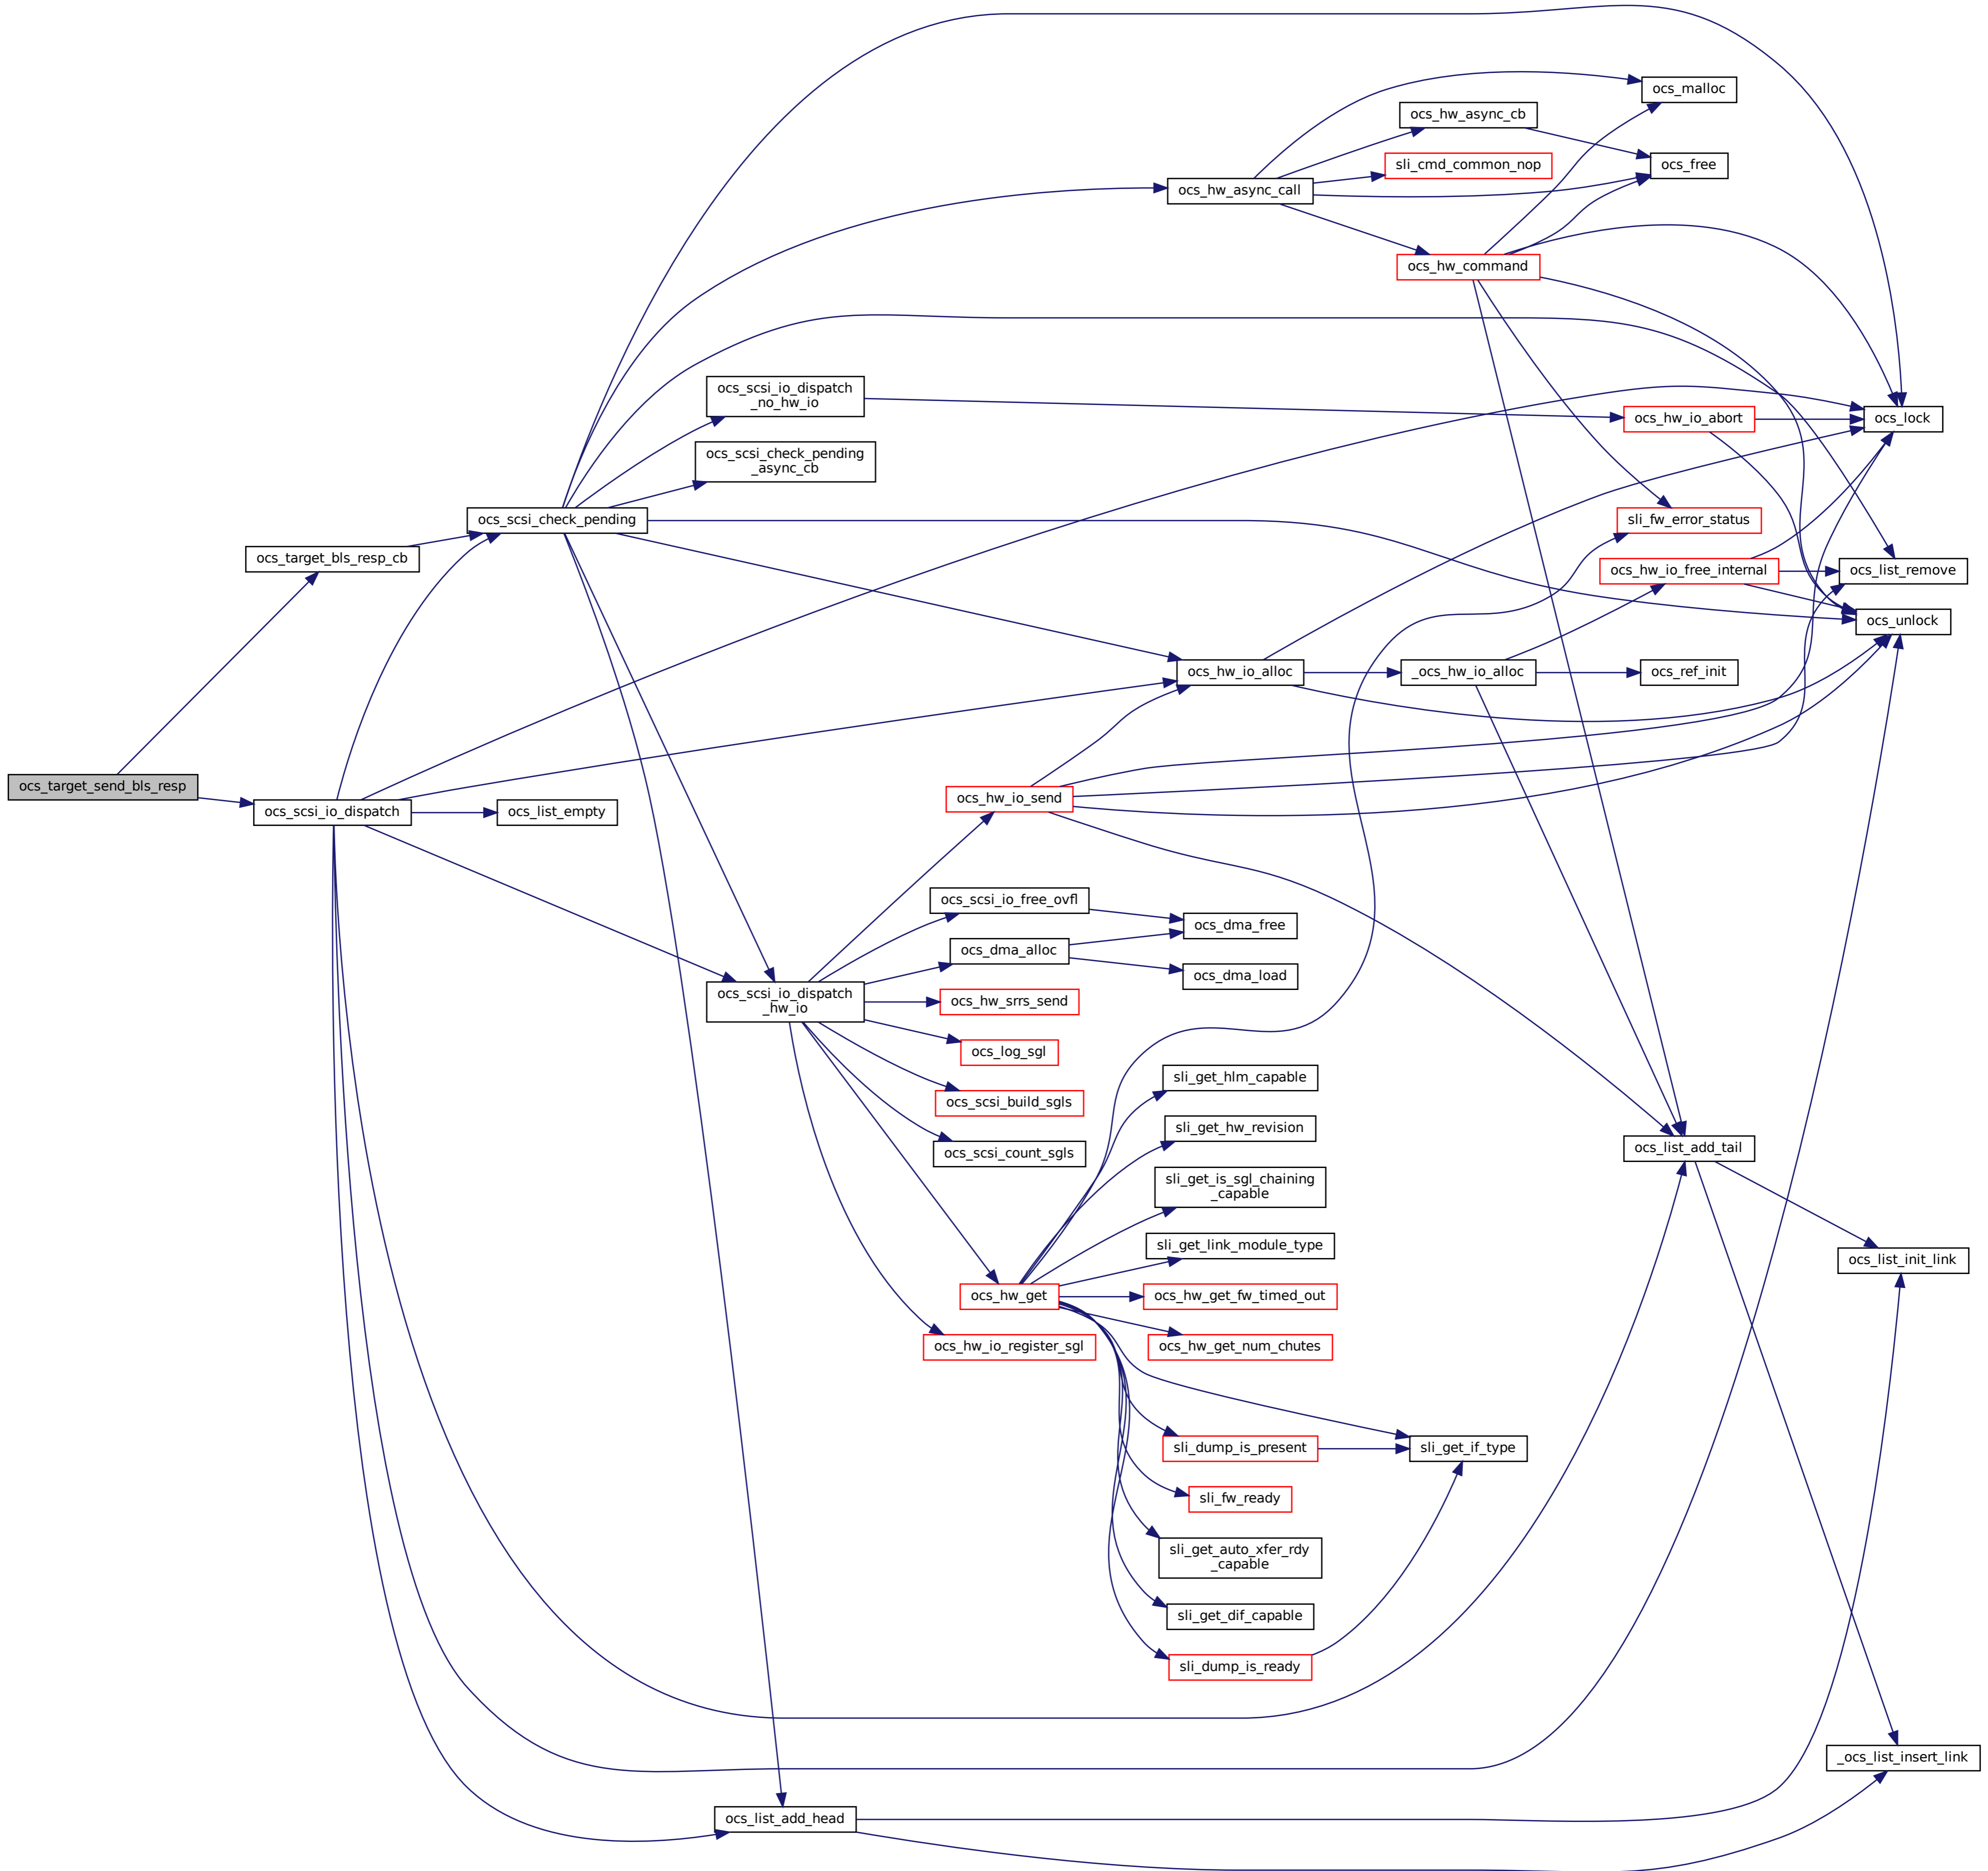 ocs_malloc
ocs_hw_async_cb
ocs_free
sli_cmd_common_nop
ocs_hw_async_call
ocs_hw_command
ocs_scsi_io_dispatch
_no_hw_io
ocs_hw_io_abort
ocs_lock
ocs_scsi_check_pending
_async_cb
ocs_scsi_check_pending
sli_fw_error_status
ocs_target_bls_resp_cb
ocs_hw_io_free_internal
ocs_list_remove
ocs_unlock
ocs_hw_io_alloc
_ocs_hw_io_alloc
ocs_ref_init
ocs_target_send_bls_resp
ocs_hw_io_send
ocs_scsi_io_dispatch
ocs_list_empty
ocs_scsi_io_free_ovfl
ocs_dma_free
ocs_dma_alloc
ocs_dma_load
ocs_scsi_io_dispatch
_hw_io
ocs_hw_srrs_send
ocs_log_sgl
sli_get_hlm_capable
ocs_scsi_build_sgls
sli_get_hw_revision
ocs_scsi_count_sgls
ocs_list_add_tail
sli_get_is_sgl_chaining
_capable
sli_get_link_module_type
ocs_list_init_link
ocs_hw_get
ocs_hw_get_fw_timed_out
ocs_hw_io_register_sgl
ocs_hw_get_num_chutes
sli_dump_is_present
sli_get_if_type
sli_fw_ready
sli_get_auto_xfer_rdy
_capable
sli_get_dif_capable
sli_dump_is_ready
_ocs_list_insert_link
ocs_list_add_head